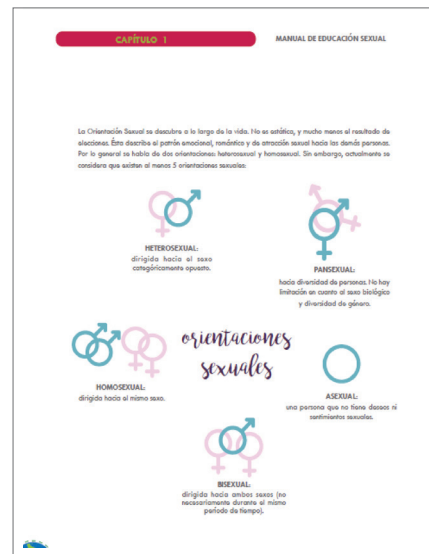 CAPÍTULO 1
MANUAL DE EDUCACIÓN SEXUAL
La Orientación Sexual se descubre a lo largo de la vida. No es estática, y mucho menos el resultado de
elecciones. Ésta describe el patrón emocional, romántico y de atracción sexual hacia las demás personas.
Por lo general se habla de dos orientaciones: heterosexual y homosexual. Sin embargo, actualmente se
considera que existen al menos 5 orientaciones sexuales:
HETEROSEXUAL:
dirigida hacia el sexo
categóricamente opuesto.
PANSEXUAL:
hacia diversidad de personas. No hay
limitación en cuanto al sexo biológico
y diversidad de género.
orientaciones
sexuales
HOMOSEXUAL:
dirigida hacia el mismo sexo.
ASEXUAL:
una persona que no tiene deseos ni
sentimientos sexuales.
BISEXUAL:
dirigida hacia ambos sexos (no
necesariamente durante el mismo
período de tiempo).